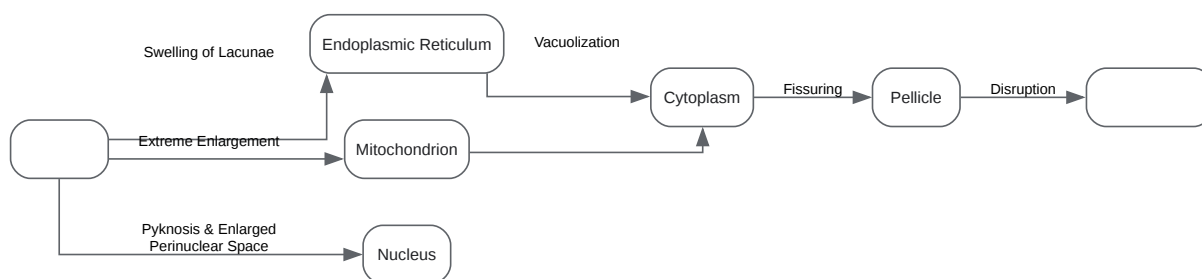 Swelling of Lacunae
Endoplasmic Reticulum
Vacuolization
Cytoplasm
Fissuring
Pellicle
Disruption
Extreme Enlargement
Mitochondrion
Pyknosis & Enlarged
Perinuclear Space
Nucleus